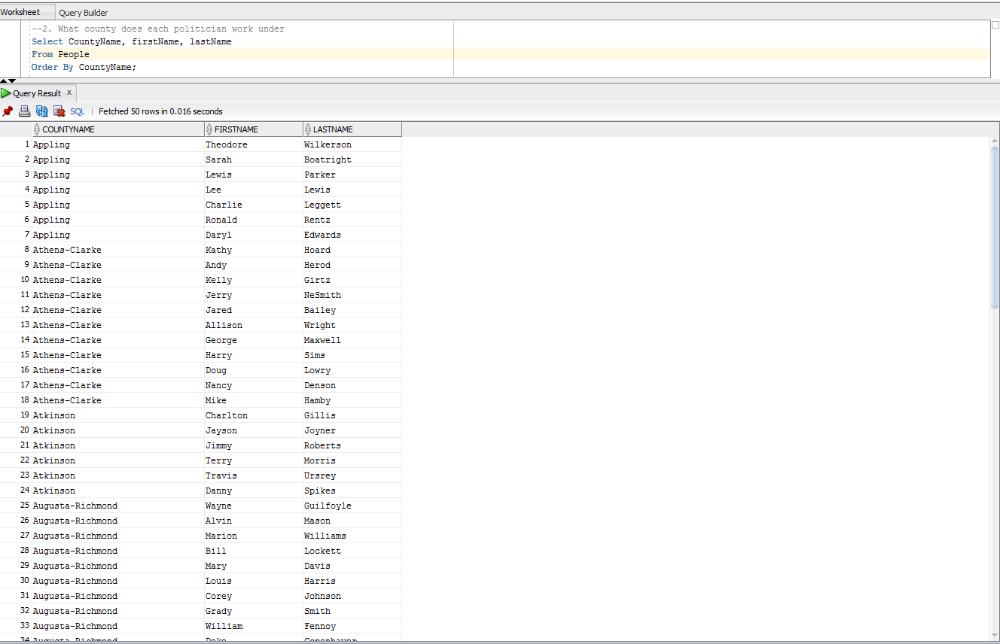 Worksheet Query Builder
--2. What county does each politician work under
Select CountyName, firstName, lastName
From People
Order By CountyName;
Query Result x
SQL | Fetched 50 rows in 0.016 seconds
COUNTYNAME FIRSTNAME LASTNAME
1 Appling Theodore Wilkerson
2 Appling Sarah Boatright
3 Appling Lewis Parker
4 Appling Lee Lewis
5 Appling Charlie Leggett
6 Appling Ronald Rentz
7 Appling Daryl Edwards
8 Athens-Clarke Kathy Hoard
9 Athens-Clarke Andy Herod
10 Athens-Clarke Kelly Girtz
11 Athens-Clarke Jerry NeSmith
12 Athens-Clarke Jared Bailey
13 Athens-Clarke Allison Wright
14 Athens-Clarke George Maxwell
15 Athens-Clarke Harry Sims
16 Athens-Clarke Doug Lowry
17 Athens-Clarke Nancy Denson
18 Athens-Clarke Mike Hamby
19 Atkinson Charlton Gillis
20 Atkinson Jayson Joyner
21 Atkinson Jimmy Roberts
22 Atkinson Terry Morris
23 Atkinson Travis Ursrey
24 Atkinson Danny Spikes
25 Augusta-Richmond Wayne Guilfoyle
26 Augusta-Richmond Alvin Mason
27 Augusta-Richmond Marion Williams
28 Augusta-Richmond Bill Lockett
29 Augusta-Richmond Mary Davis
30 Augusta-Richmond Louis Harris
31 Augusta-Richmond Corey Johnson
32 Augusta-Richmond Grady Smith
33 Augusta-Richmond William Fennoy
34 Augusta-Richmond